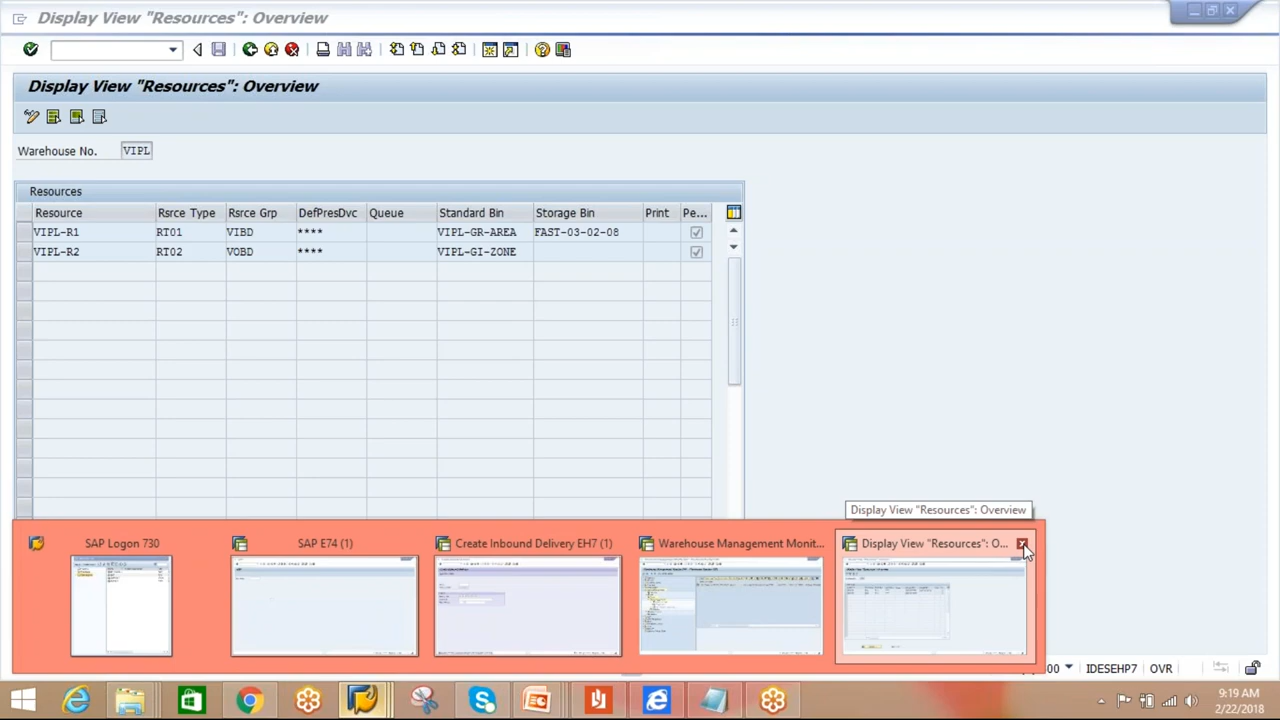 Display View "Resources": Overview
Display View "Resources": Overview
Warehouse No. VIPL
Resources
Resource Rsrce Type Rsrce Grp DefPresDvc Queue Standard Bin Storage Bin Print Pe...
VIPL-R1 RT01 VIBD **** VIPL-GR-AREA FAST-03-02-08
VIPL-R2 RT02 VOBD **** VIPL-GI-ZONE
Display View "Resources": Overview
SAP Logon 730 SAP E74 (1) Create Inbound Delivery EH7 (1) Warehouse Management Monit... Display View "Resources": O...
00 IDESEHP7 OVR
9:19 AM
2/22/2018